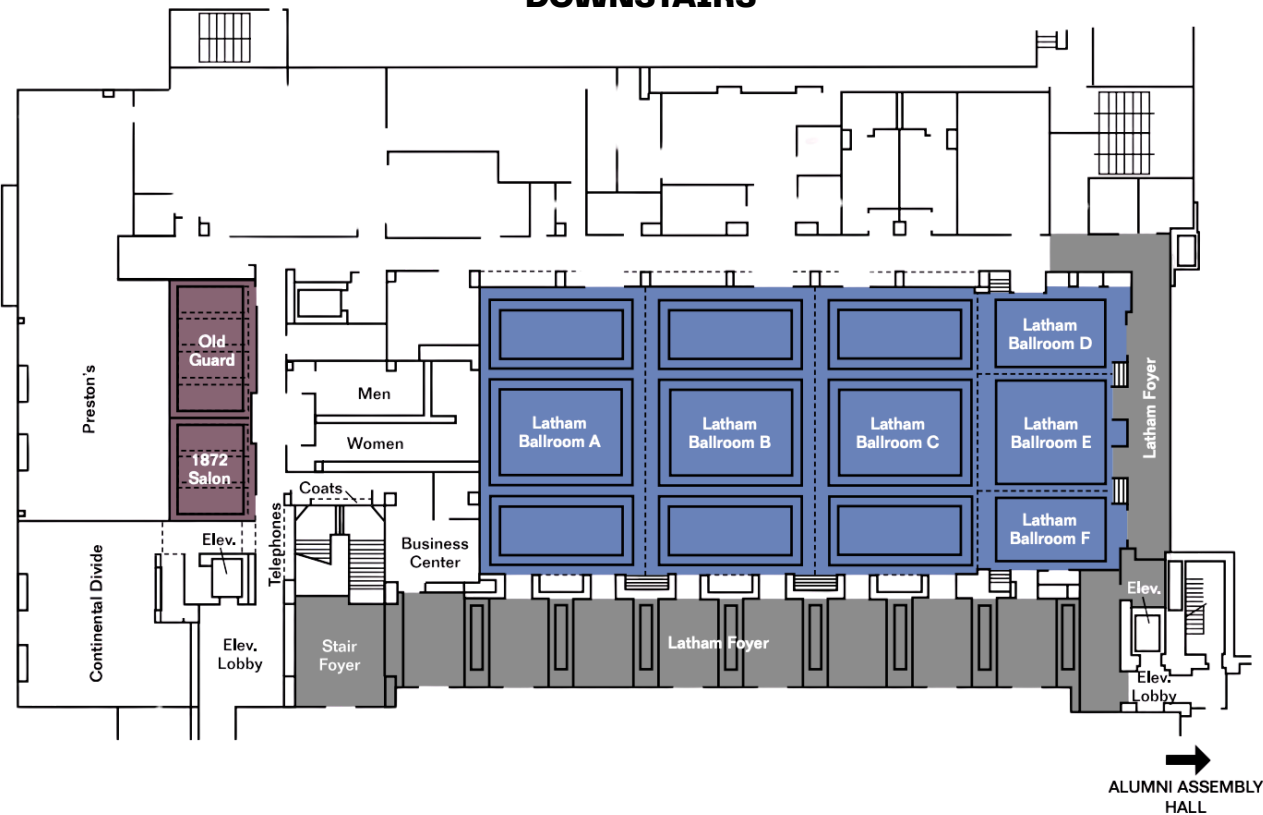 DOWNSTAIRS
Old
Guard
1872
Salon
Preston's
Continental Divide
Men
Women
Coats
Telephones
Elev.
Elev.
Lobby
Stair
Foyer
Business
Center
Latham
Ballroom A
Latham
Ballroom B
Latham
Ballroom C
Latham
Ballroom D
Latham
Ballroom E
Latham
Ballroom F
Latham Foyer
Latham Foyer
Elev.
Elev.
Lobby
ALUMNI ASSEMBLY
HALL